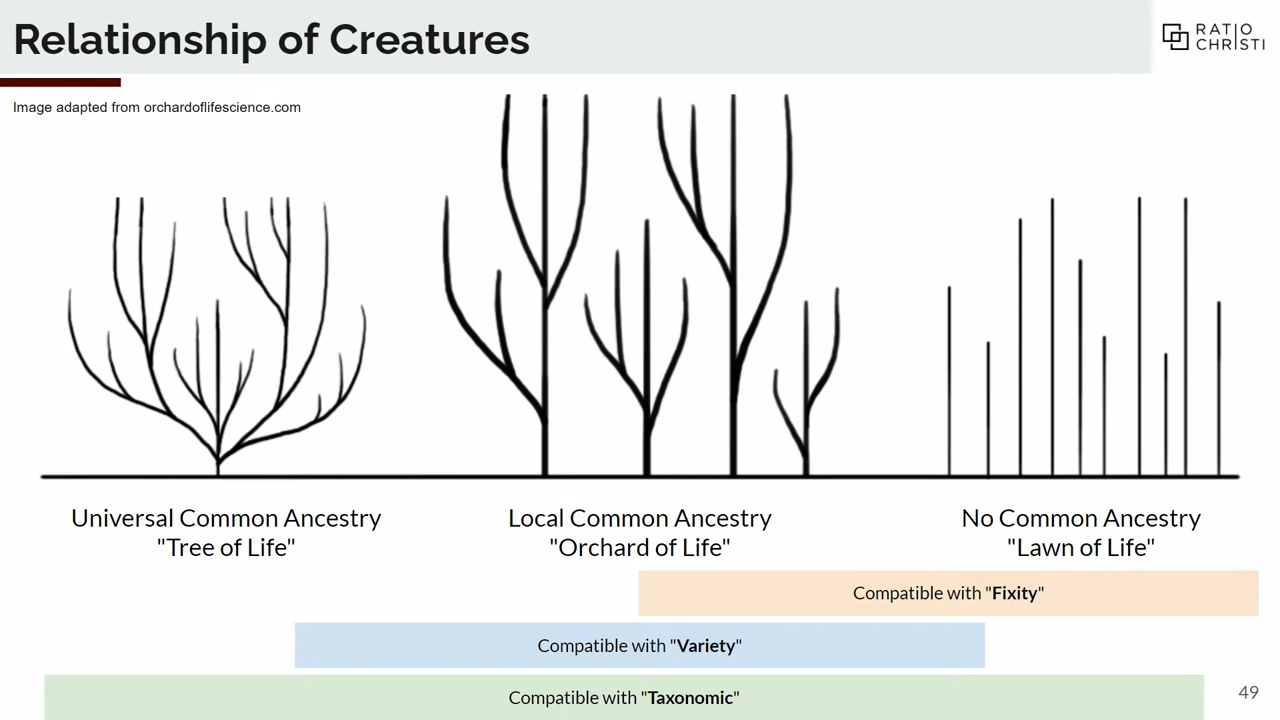 Relationship of Creatures
RATIO
CHRISTI
Image adapted from orchardoflifescience.com
Universal Common Ancestry
"Tree of Life"
Local Common Ancestry
"Orchard of Life"
No Common Ancestry
"Lawn of Life"
Compatible with "Fixity"
Compatible with "Variety"
Compatible with "Taxonomic"
49